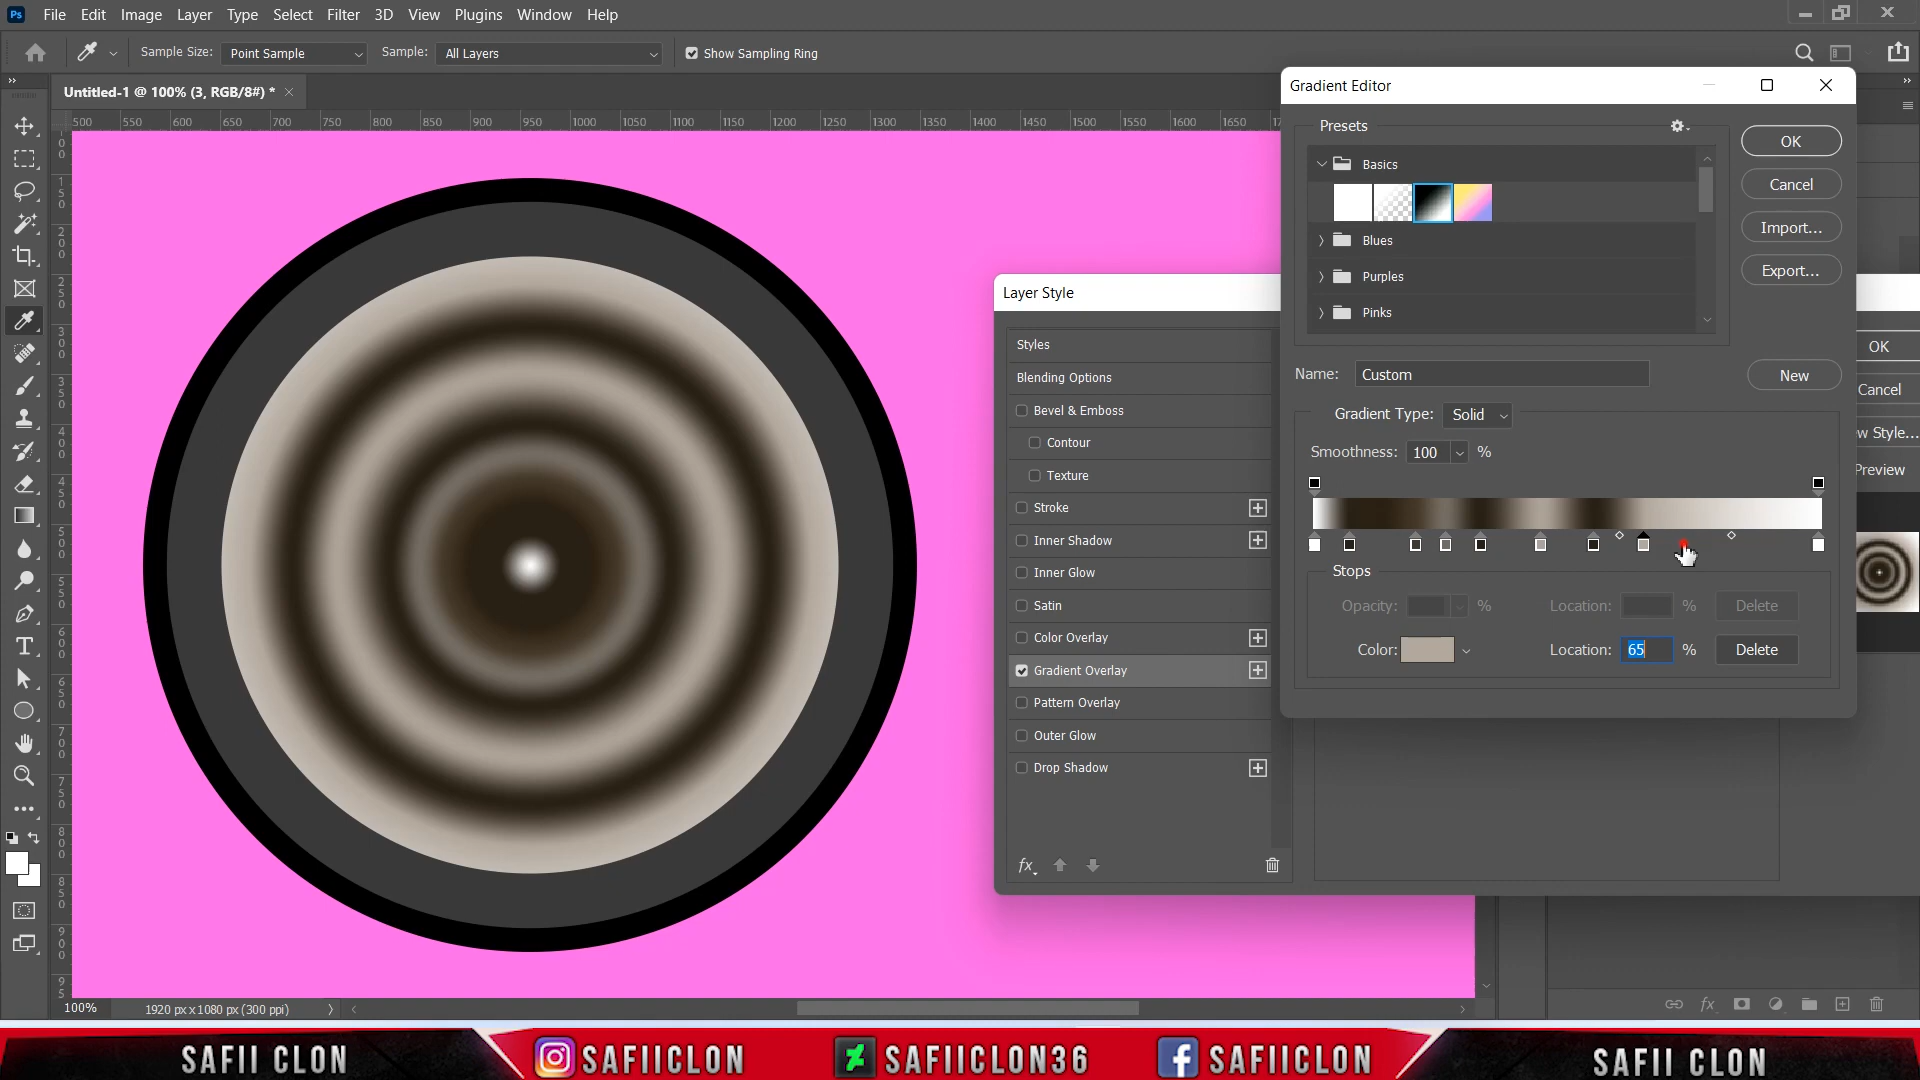 Ps File Edit Image Layer Type Select Filter 3D View Plugins Window Help
Sample Size: Point Sample Sample: All Layers Show Sampling Ring
Untitled-1 @ 100% (3, RGB/8#) * ×
500 550 600 650 700 750 800 850 900 950 1000 1050 1100 1150 1200 1250 1300 1350 1400 1450 1500 1550 1600 1650
Gradient Editor
Presets
Basics
Blues
Purples
Pinks
OK
Cancel
Import...
Export...
Name: Custom
New
Gradient Type: Solid
Smoothness: 100 %
Stops
Opacity: % Location: % Delete
Color: Location: 65 % Delete
Layer Style
Styles
Blending Options
Bevel & Emboss
Contour
Texture
Stroke
Inner Shadow
Inner Glow
Satin
Color Overlay
Gradient Overlay
Pattern Overlay
Outer Glow
Drop Shadow
fx
OK
Cancel
w Style...
Preview
100% 1920 px x 1080 px (300 ppi)
fx
SAFII CLON SAFIICLON SAFIICLON36 SAFIICLON SAFII CLON